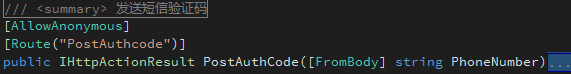 /// <summary> 发送短信验证码
[AllowAnonymous]
[Route("PostAuthcode")]
public IHttpActionResult PostAuthCode([FromBody] string PhoneNumber)...